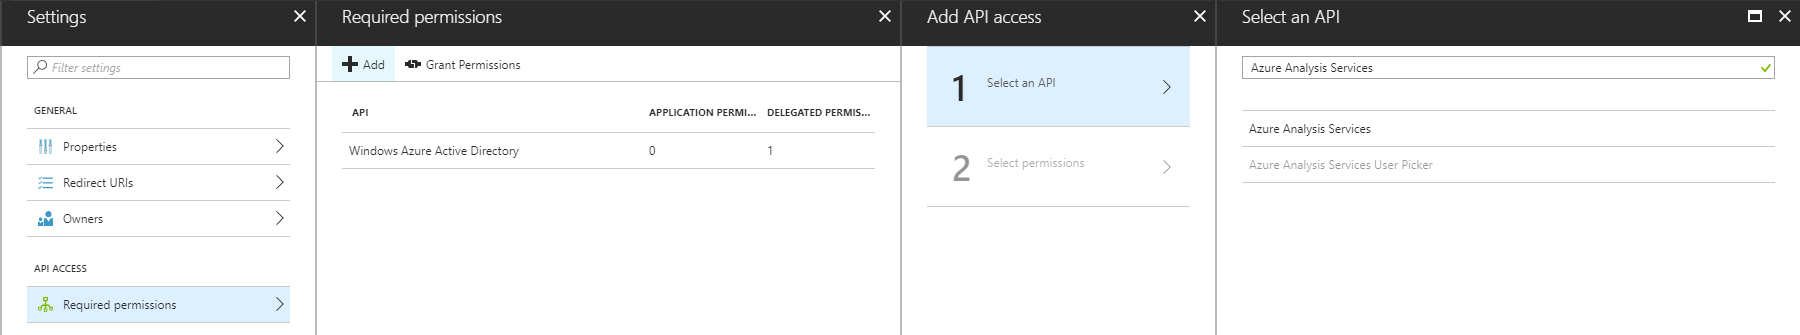 Settings
Filter settings
GENERAL
Properties
Redirect URIs
Owners
API ACCESS
Required permissions
Required permissions
Add
Grant Permissions
API APPLICATION PERMI... DELEGATED PERMIS...
Windows Azure Active Directory 0 1
Add API access
1 Select an API
2 Select permissions
Select an API
Azure Analysis Services
Azure Analysis Services
Azure Analysis Services User Picker